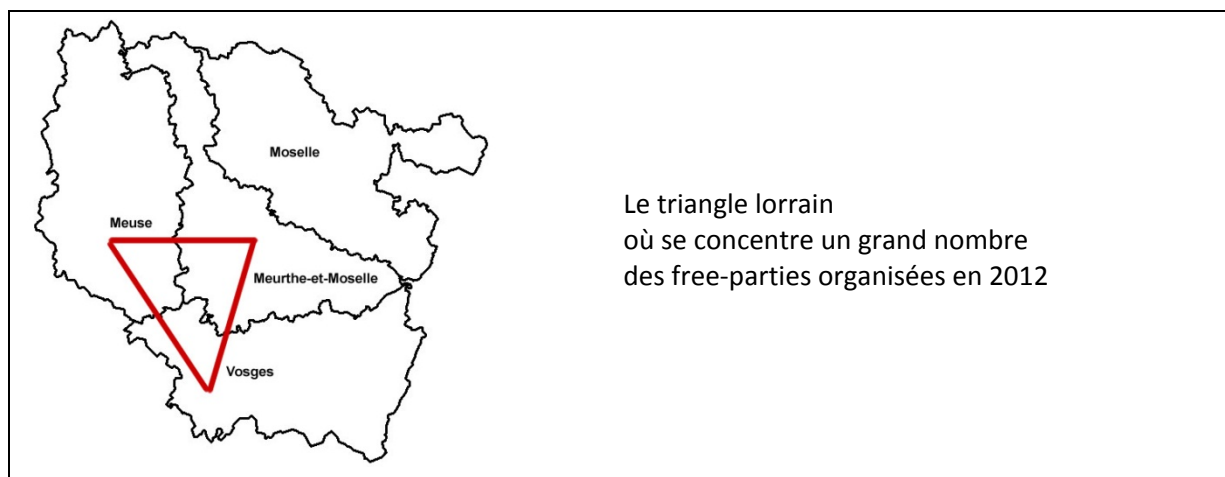 Moselle
Meuse
Meurthe-et-Moselle
Vosges
Le triangle lorrain
où se concentre un grand nombre
des free-parties organisées en 2012